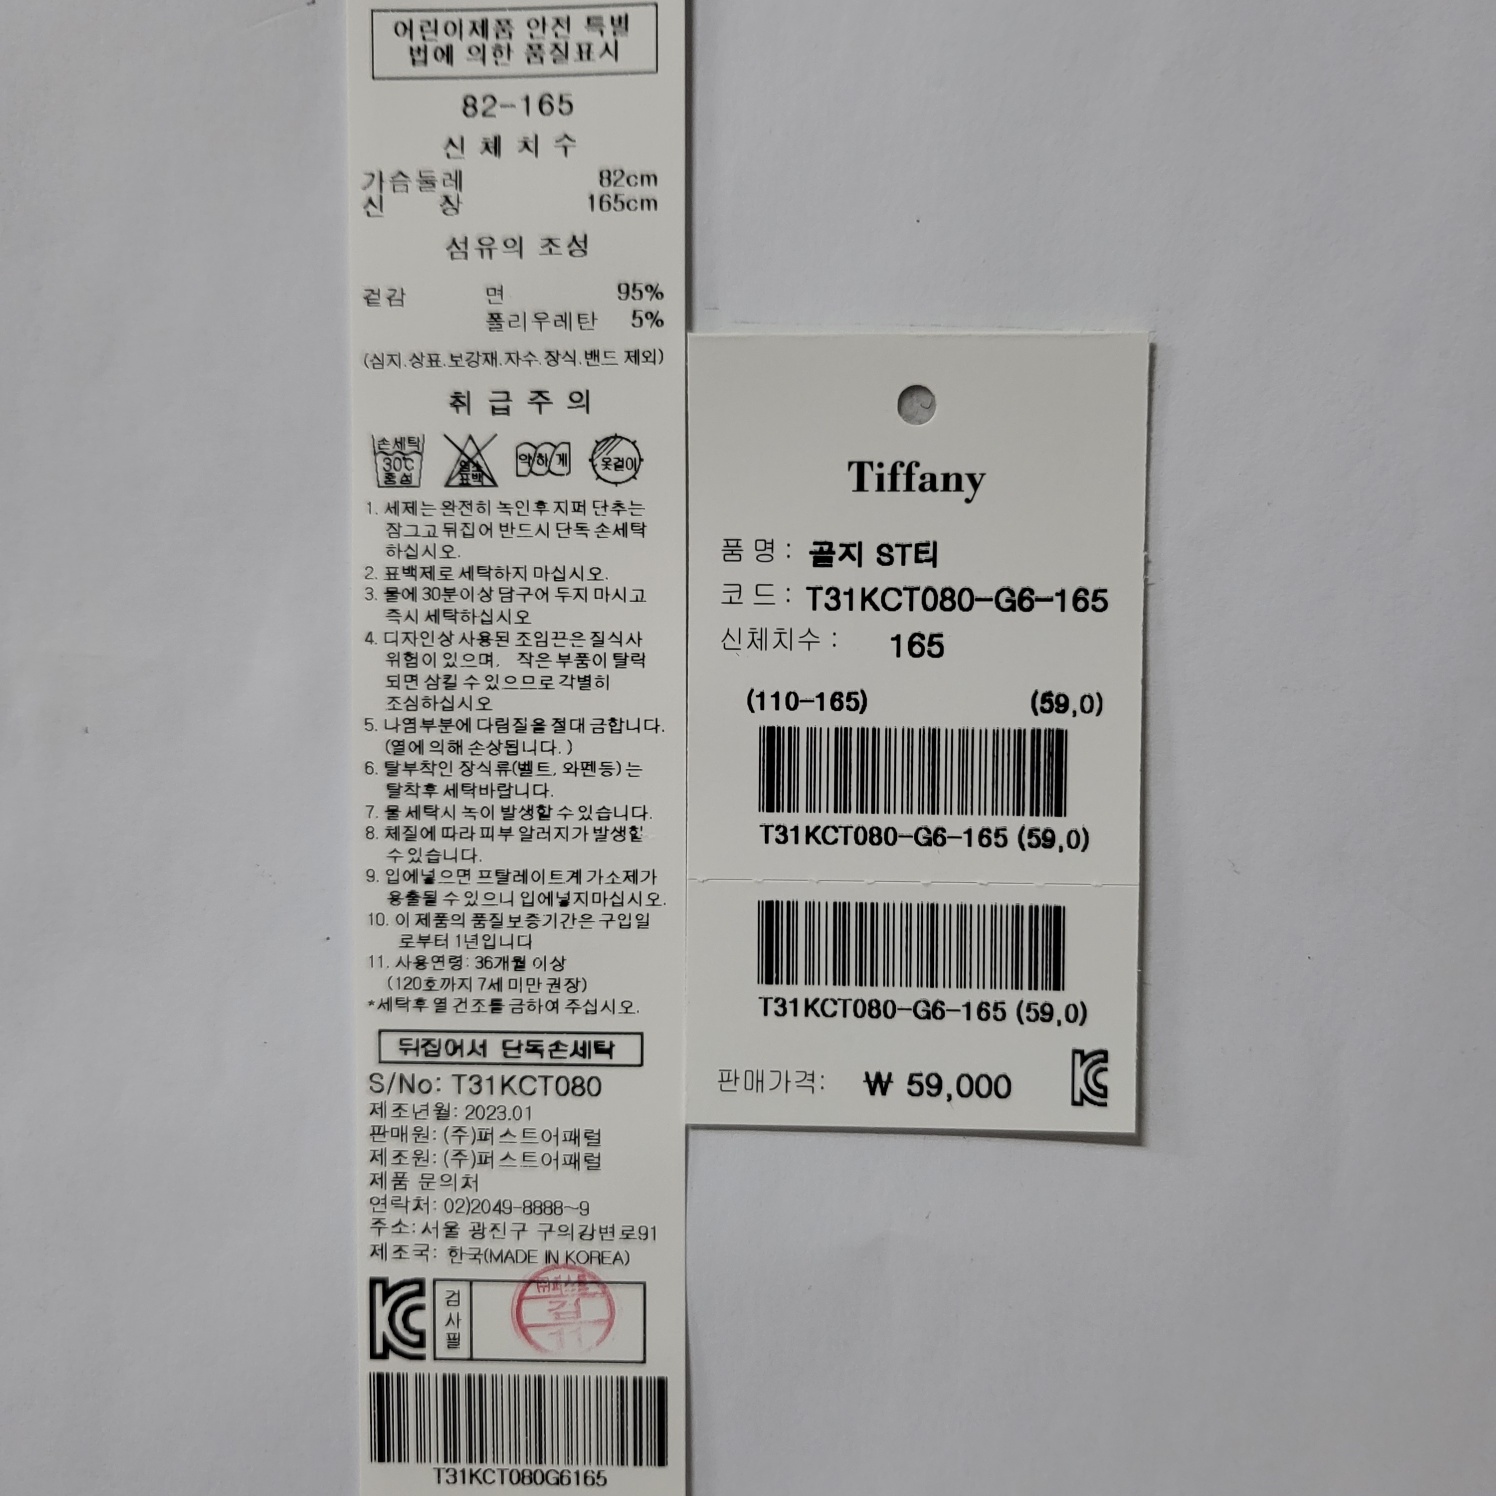 어린이제품 안전 특별
법에 의한 품질표시
82-165
신 체 치 수
가슴둘레 82cm
신 장 165cm
섬유의 조성
겉감 면 95%
폴리우레탄 5%
(심지.상표.보강재.자수.장식.밴드 제외)
취 급 주 의
손세탁 30℃ 중성
염소 표백
약하게
옷걸이
1. 세제는 완전히 녹인후 지퍼 단추는
잠그고 뒤집어 반드시 단독 손세탁
하십시오.
2. 표백제로 세탁하지 마십시오.
3. 물에 30분이상 담구어 두지 마시고
즉시 세탁하십시오
4. 디자인상 사용된 조임끈은 질식사
위험이 있으며, 작은 부품이 탈락
되면 삼킬 수 있으므로 각별히
조심하십시오
5. 나염부분에 다림질을 절대 금합니다.
(열에 의해 손상됩니다. )
6. 탈부착인 장식류(벨트, 와펜등) 는
탈착후 세탁바랍니다.
7. 물 세탁시 녹이 발생할 수 있습니다.
8. 체질에 따라 피부 알러지가 발생할
수 있습니다.
9. 입에넣으면 프탈레이트계 가소제가
용출될 수 있으니 입에넣지마십시오.
10. 이 제품의 품질보증기간은 구입일
로부터 1년입니다
11. 사용연령: 36개월 이상
(120호까지 7세 미만 권장)
*세탁후 열 건조를 금하여 주십시오.
뒤집어서 단독손세탁
S/No: T31KCT080
제조년월: 2023.01
판매원: (주)퍼스트어패럴
제조원: (주)퍼스트어패럴
제품 문의처
연락처: 02)2049-8888~9
주소: 서울 광진구 구의강변로91
제조국: 한국(MADE IN KOREA)
KC 검사필
검
11
T31KCT080G6165
Tiffany
품 명 : 골지 ST티
코 드 : T31KCT080-G6-165
신체치수 : 165
(110-165) (59,0)
T31KCT080-G6-165 (59,0)
T31KCT080-G6-165 (59,0)
판매가격: ₩ 59,000 KC